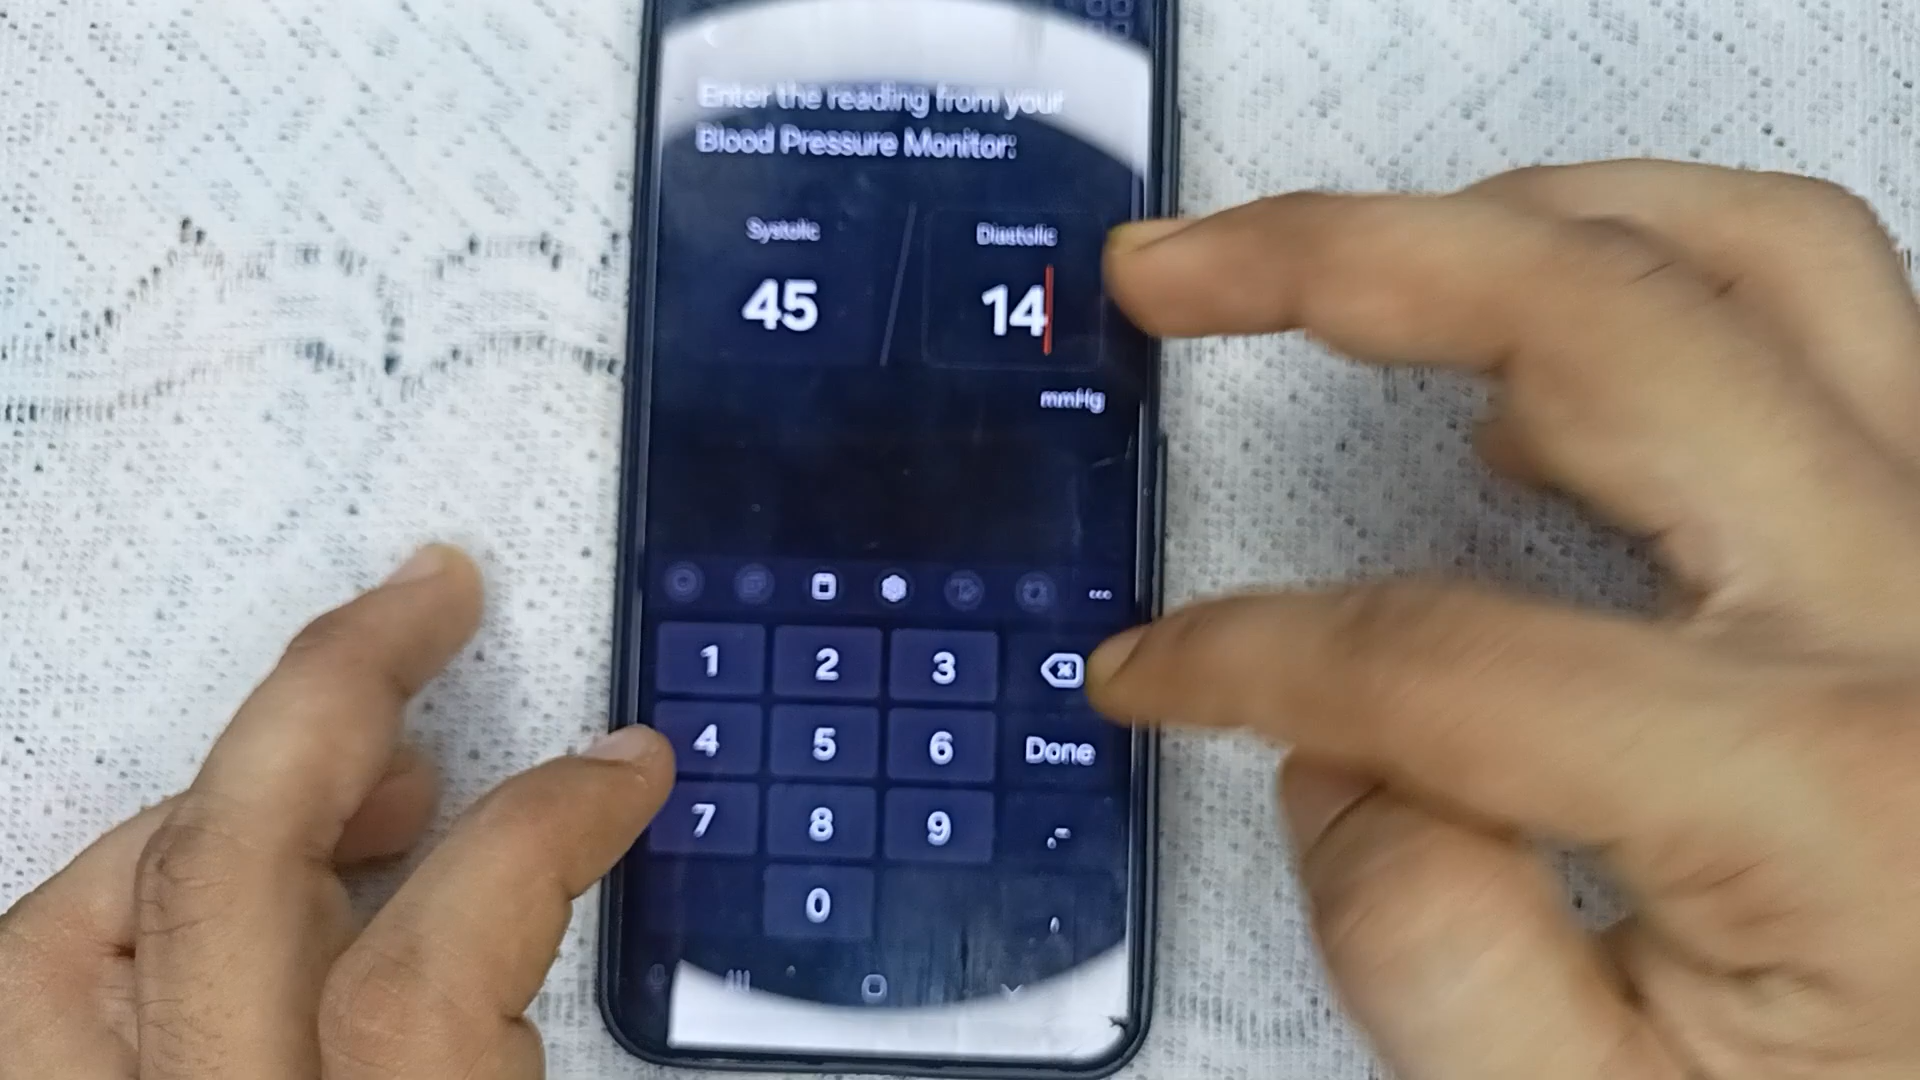 Enter the reading from your
Blood Pressure Monitor:
Systolic
Diastolic
45
14
mmHg
1 2 3
4 5 6 Done
7 8 9 .-
0 ,